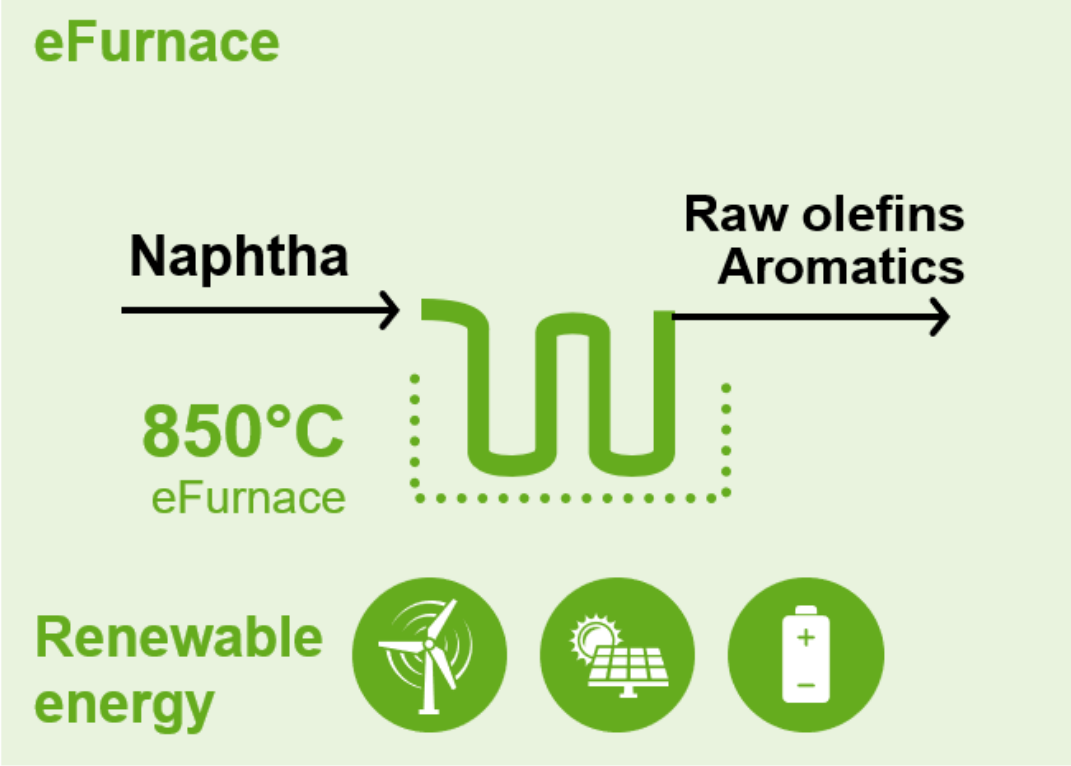 eFurnace
Naphtha
Raw olefins
Aromatics
850°C
eFurnace
Renewable
energy